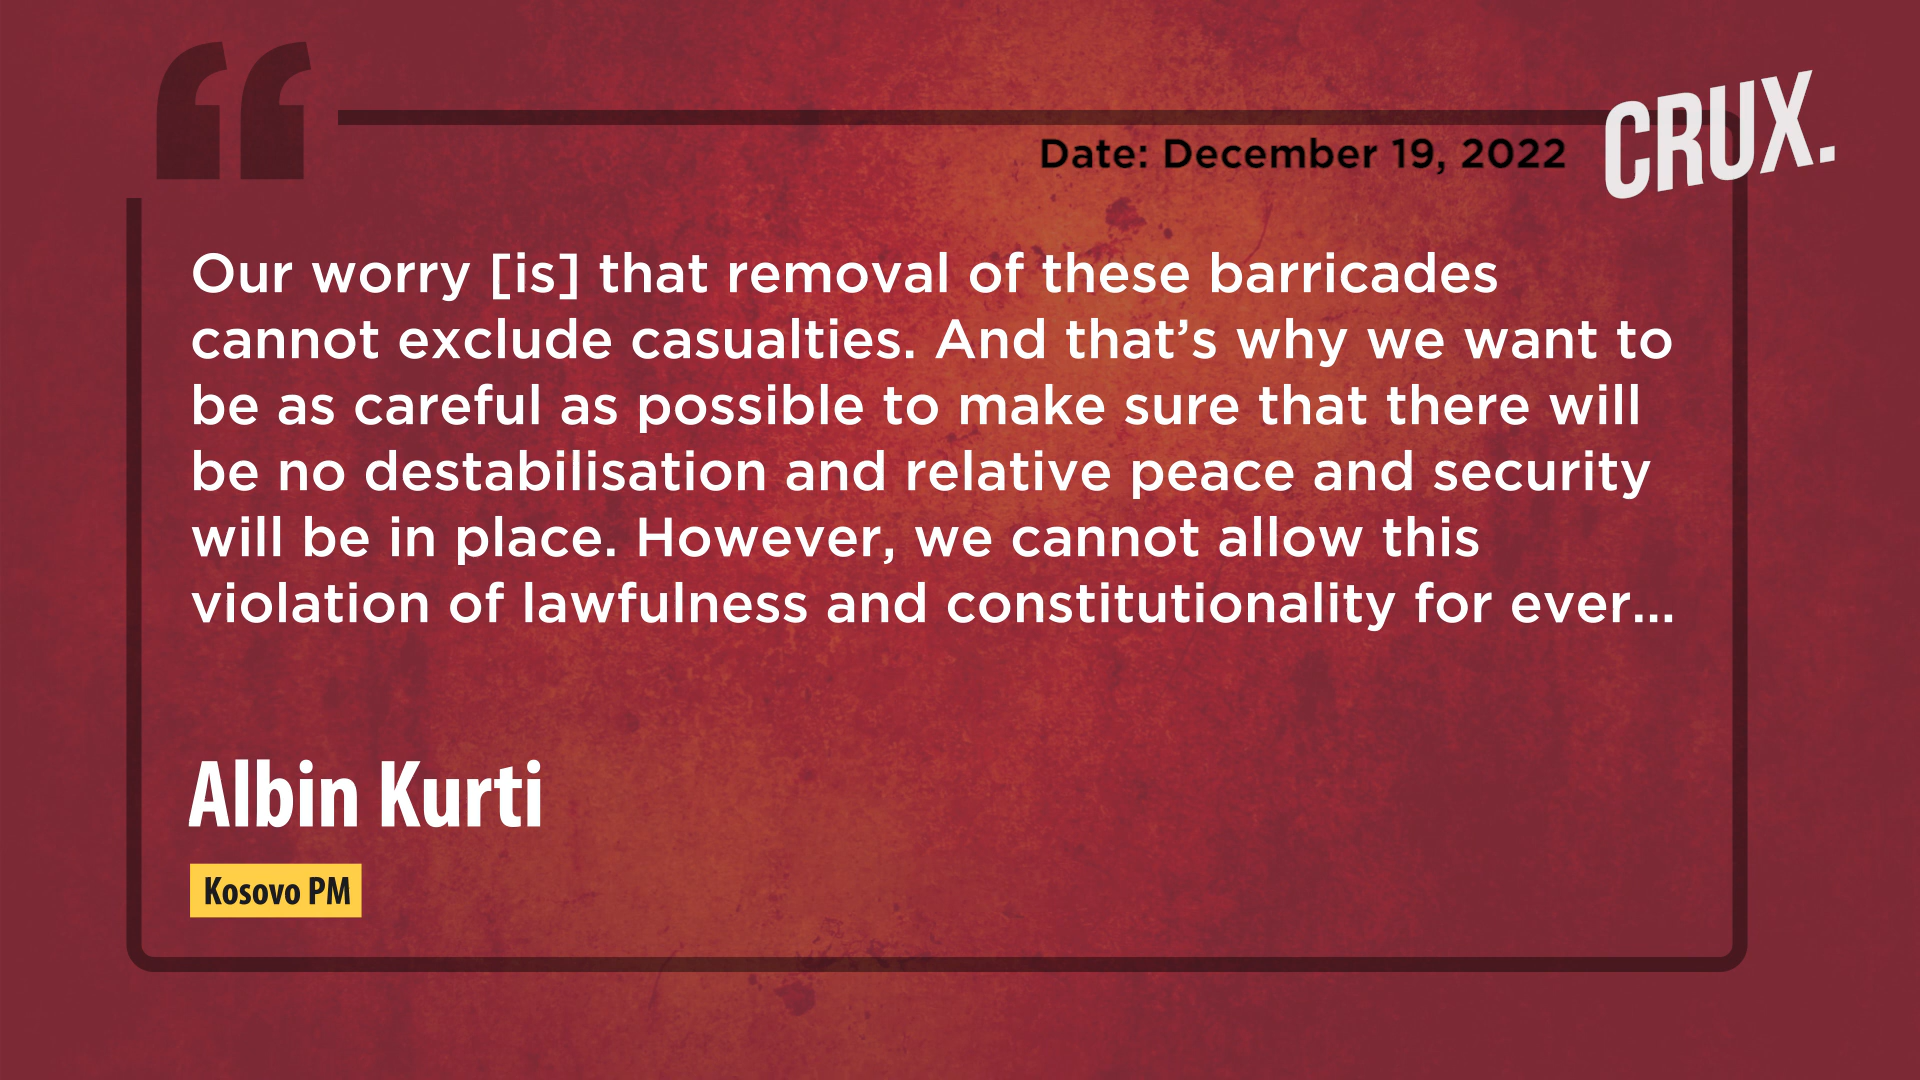 “
Date: December 19, 2022
CRUX.
Our worry [is] that removal of these barricades
cannot exclude casualties. And that’s why we want to
be as careful as possible to make sure that there will
be no destabilisation and relative peace and security
will be in place. However, we cannot allow this
violation of lawfulness and constitutionality for ever...
Albin Kurti
Kosovo PM